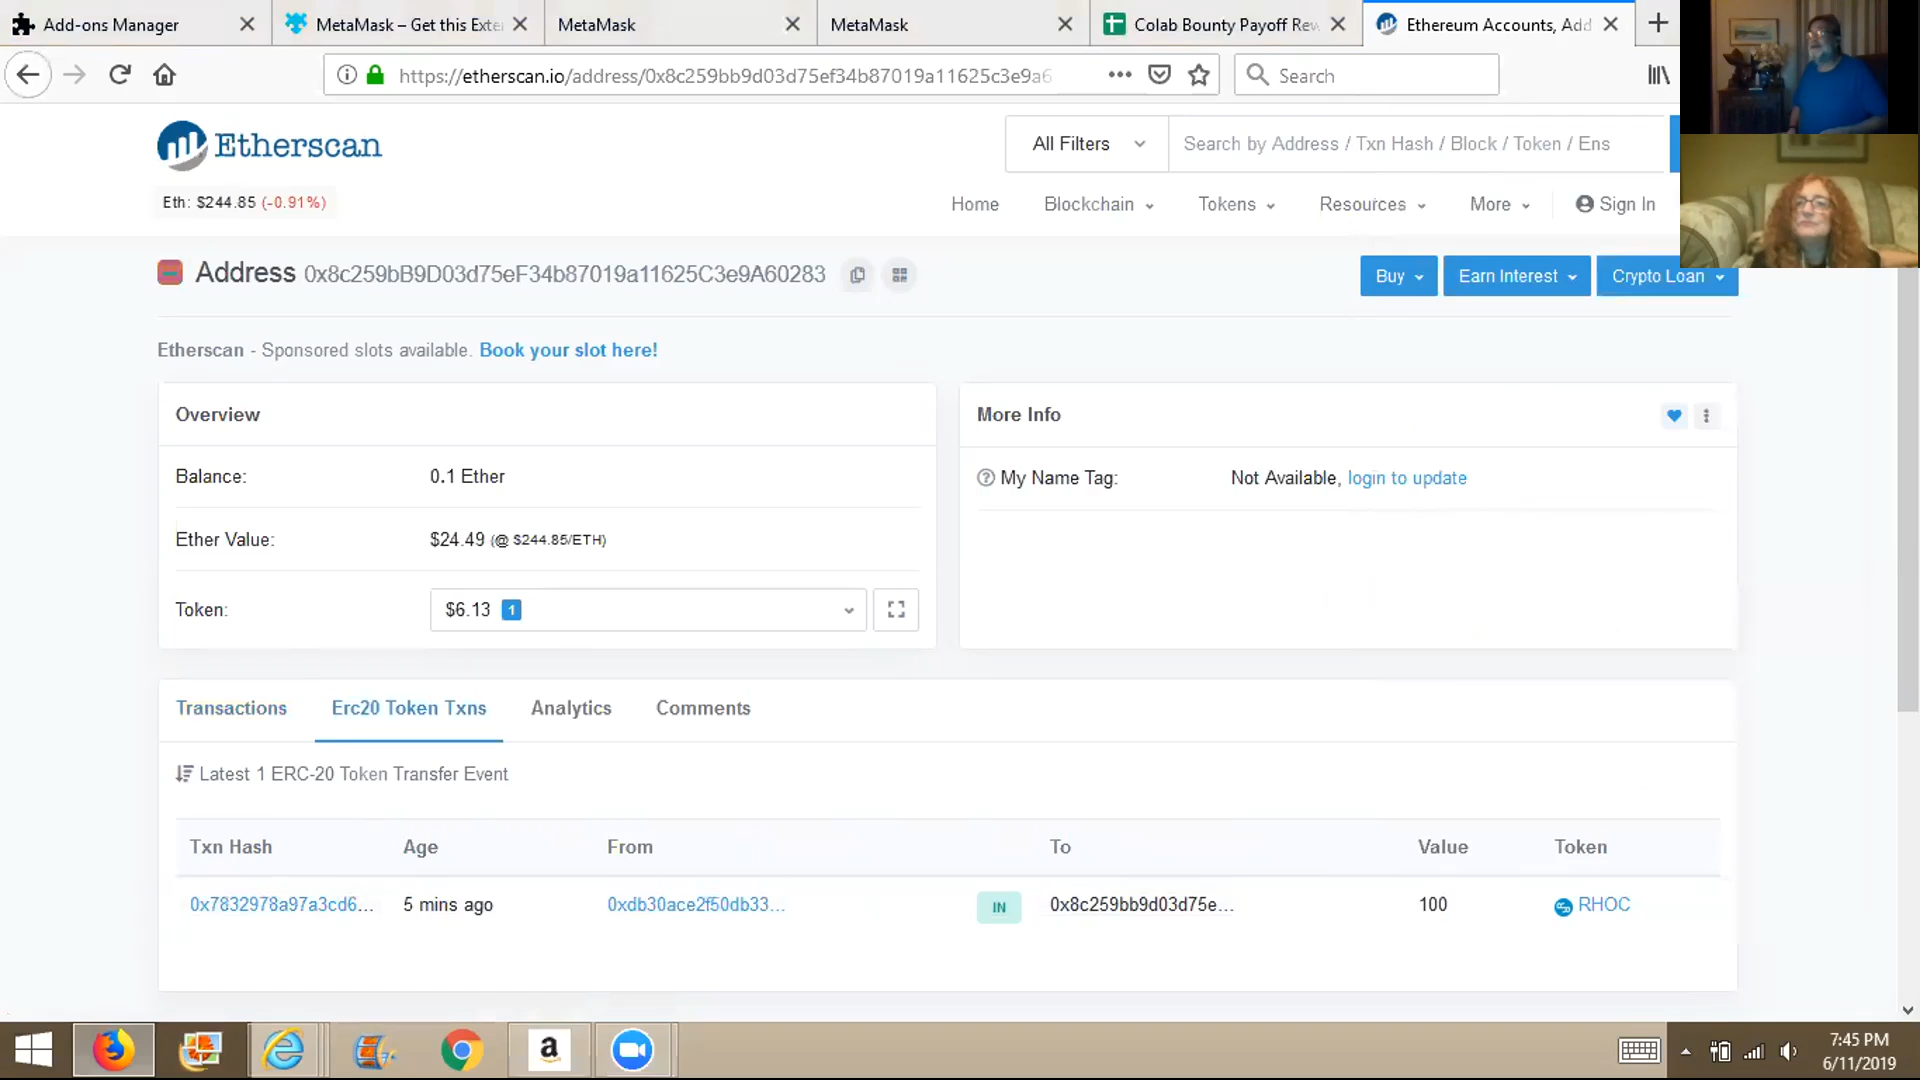 Add-ons Manager
MetaMask – Get this Exte
MetaMask
MetaMask
Colab Bounty Payoff Rev
Ethereum Accounts, Add
https://etherscan.io/address/0x8c259bb9d03d75ef34b87019a11625c3e9a6
Search
Etherscan
All Filters
Search by Address / Txn Hash / Block / Token / Ens
Eth: $244.85 (-0.91%)
Home
Blockchain
Tokens
Resources
More
Sign In
Address 0x8c259bB9D03d75eF34b87019a11625C3e9A60283
Buy
Earn Interest
Crypto Loan
Etherscan - Sponsored slots available. Book your slot here!
Overview
More Info
Balance:
0.1 Ether
My Name Tag:
Not Available, login to update
Ether Value:
$24.49 (@ $244.85/ETH)
Token:
$6.13 1
Transactions
Erc20 Token Txns
Analytics
Comments
Latest 1 ERC-20 Token Transfer Event
Txn Hash
Age
From
To
Value
Token
0x7832978a97a3cd6...
5 mins ago
0xdb30ace2f50db33...
IN
0x8c259bb9d03d75e...
100
RHOC
a
7:45 PM
6/11/2019